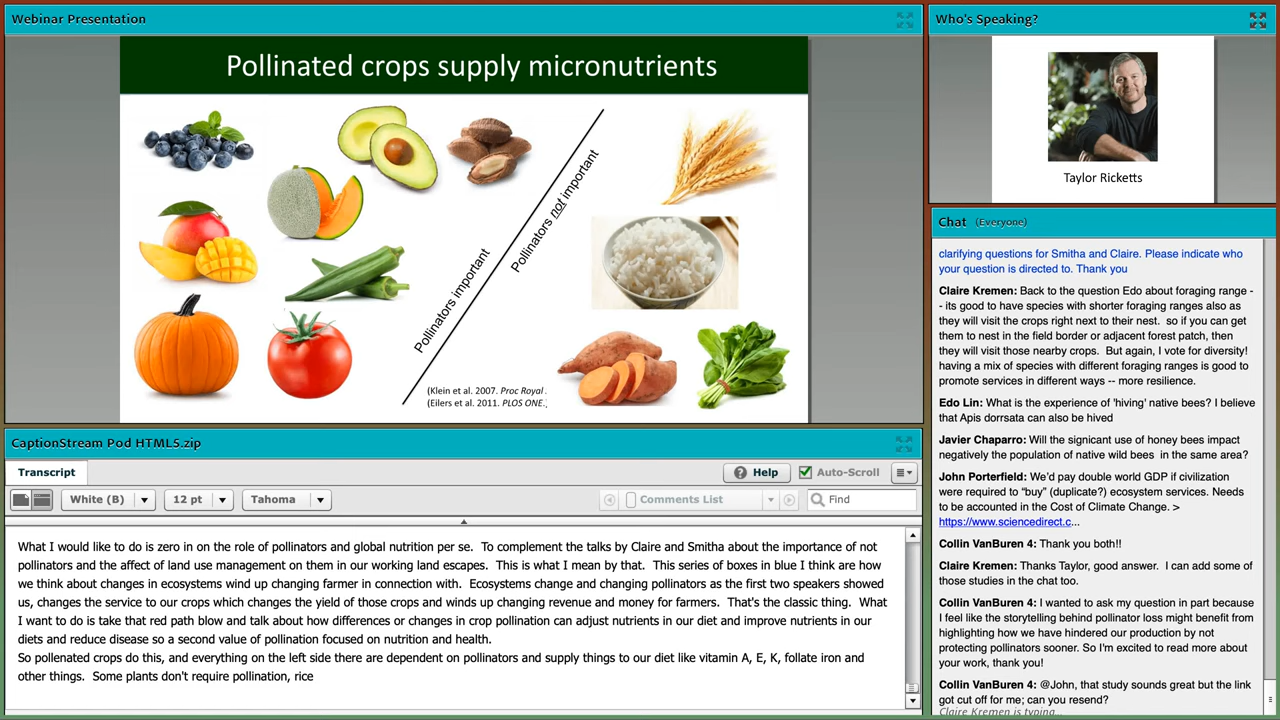 Webinar Presentation
Pollinated crops supply micronutrients
Pollinators important
Pollinators not important
(Klein et al. 2007. Proc Royal .
(Eilers et al. 2011. PLOS ONE.
Who's Speaking?
Taylor Ricketts
CaptionStream Pod HTML5.zip
Transcript
Help
Auto-Scroll
White (B)
12 pt
Tahoma
Comments List
Find
What I would like to do is zero in on the role of pollinators and global nutrition per se. To complement the talks by Claire and Smitha about the importance of not
pollinators and the affect of land use management on them in our working land escapes. This is what I mean by that. This series of boxes in blue I think are how
we think about changes in ecosystems wind up changing farmer in connection with. Ecosystems change and changing pollinators as the first two speakers showed
us, changes the service to our crops which changes the yield of those crops and winds up changing revenue and money for farmers. That's the classic thing. What
I want to do is take that red path blow and talk about how differences or changes in crop pollination can adjust nutrients in our diet and improve nutrients in our
diets and reduce disease so a second value of pollination focused on nutrition and health.
So pollenated crops do this, and everything on the left side there are dependent on pollinators and supply things to our diet like vitamin A, E, K, follate iron and
other things. Some plants don't require pollination, rice
Chat (Everyone)
clarifying questions for Smitha and Claire. Please indicate who
your question is directed to. Thank you
Claire Kremen: Back to the question Edo about foraging range -
- its good to have species with shorter foraging ranges also as
they will visit the crops right next to their nest. so if you can get
them to nest in the field border or adjacent forest patch, then
they will visit those nearby crops. But again, I vote for diversity!
having a mix of species with different foraging ranges is good to
promote services in different ways -- more resilience.
Edo Lin: What is the experience of 'hiving' native bees? I believe
that Apis dorrsata can also be hived
Javier Chaparro: Will the signicant use of honey bees impact
negatively the population of native wild bees in the same area?
John Porterfield: We'd pay double world GDP if civilization
were required to "buy" (duplicate?) ecosystem services. Needs
to be accounted in the Cost of Climate Change. >
https://www.sciencedirect.c...
Collin VanBuren 4: Thank you both!!
Claire Kremen: Thanks Taylor, good answer. I can add some of
those studies in the chat too.
Collin VanBuren 4: I wanted to ask my question in part because
I feel like the storytelling behind pollinator loss might benefit from
highlighting how we have hindered our production by not
protecting pollinators sooner. So I'm excited to read more about
your work, thank you!
Collin VanBuren 4: @John, that study sounds great but the link
got cut off for me; can you resend?
Claire Kremen is typing...